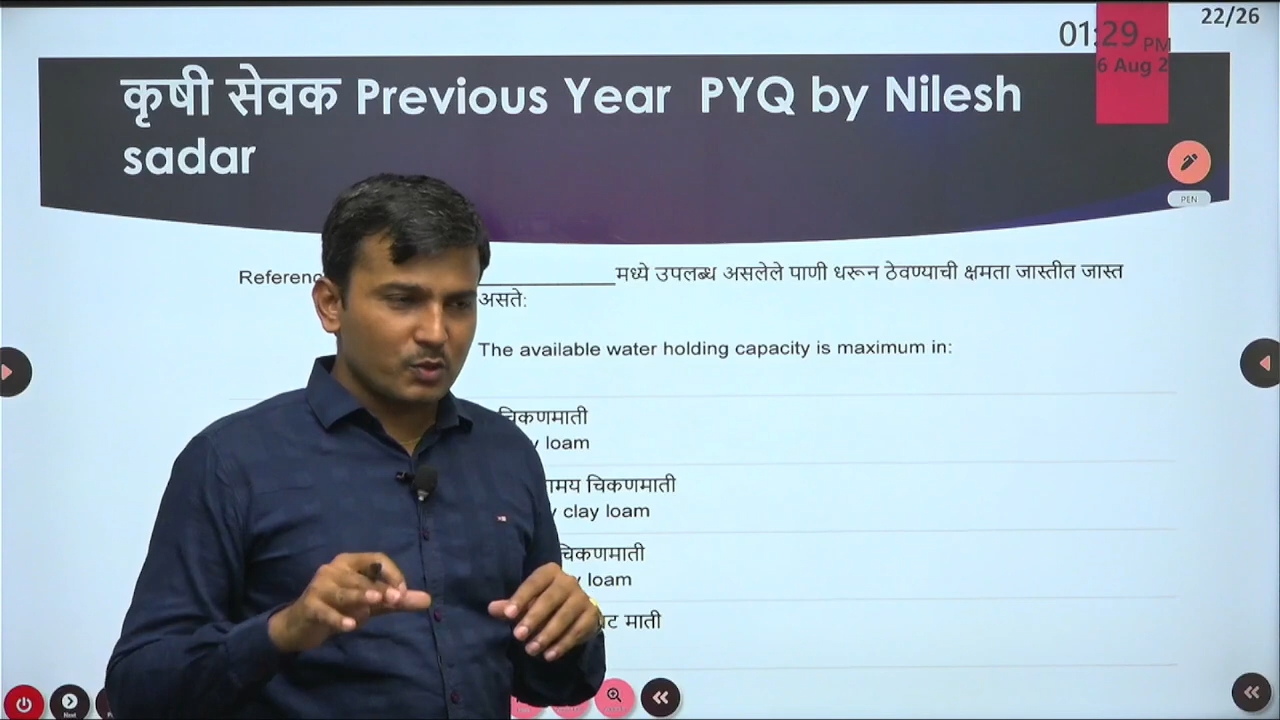 22/26
01:29 PM
6 Aug 2
कृषी सेवक Previous Year PYQ by Nilesh
sadar
PEN
मध्ये उपलब्ध असलेले पाणी धरून ठेवण्याची क्षमता जास्तीत जास्त
असते:
The available water holding capacity is maximum in:
चिकणमाती
loam
चिकणमाती
clay loam
चिकणमाती
loam
माती
Next